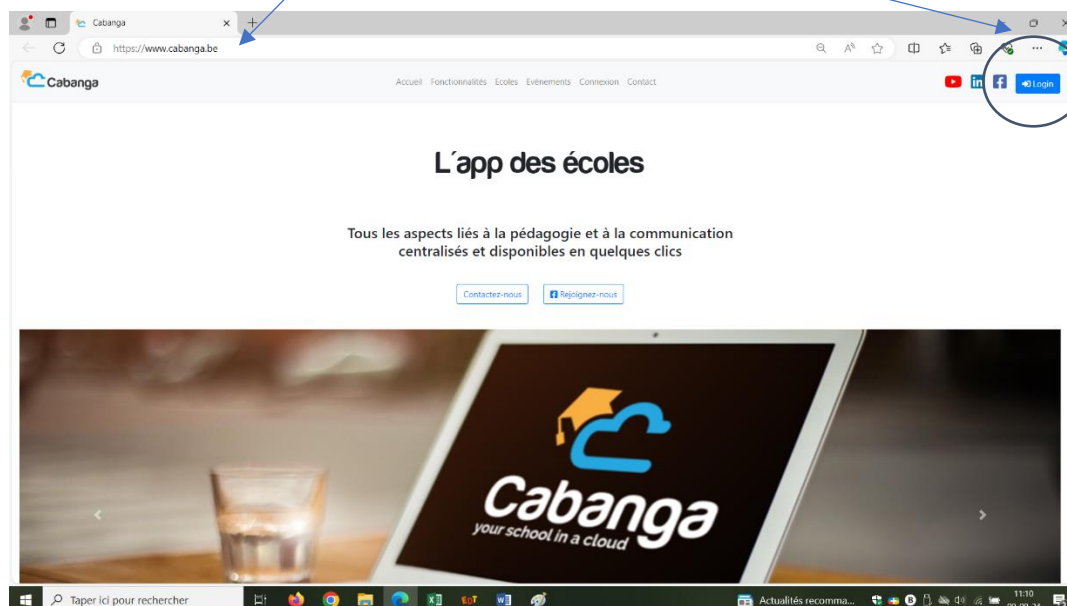 Cabanga
https://www.cabanga.be
Cabanga
Accueil Fonctionnalités Ecoles Evénements Connexion Contact
in
Login
L´app des écoles
Tous les aspects liés à la pédagogie et à la communication
centralisés et disponibles en quelques clics
Contactez-nous
Rejoignez-nous
Cabanga
your school in a cloud
Taper ici pour rechercher
Actualités recomma...
11:10